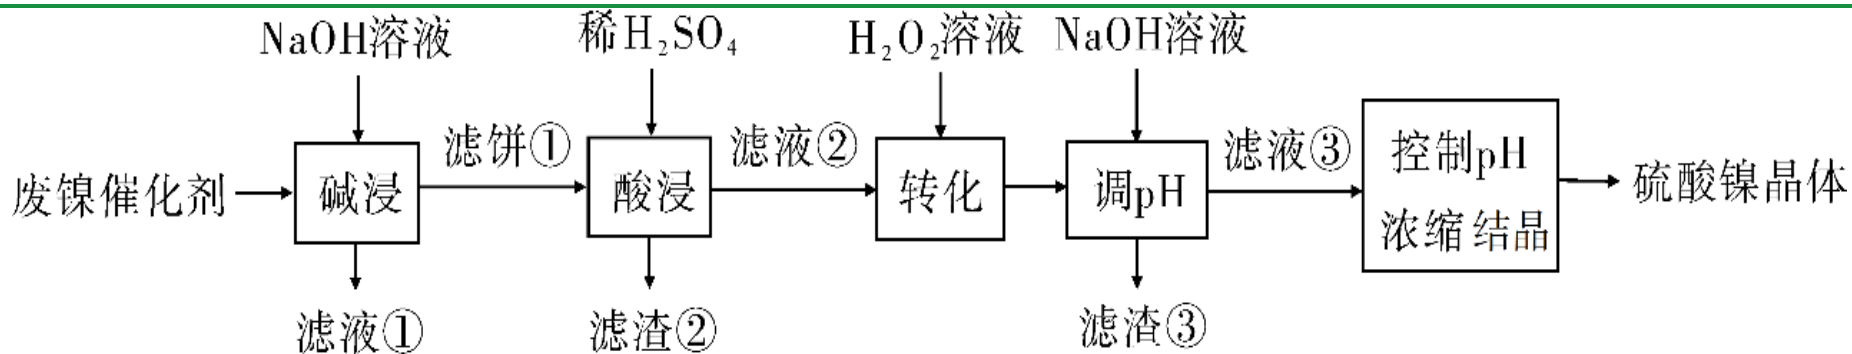 NaOH溶液
稀H₂SO₄
H₂O₂溶液
NaOH溶液
废镍催化剂
碱浸
滤饼①
酸浸
滤液②
转化
调pH
滤液③
控制pH
浓缩结晶
硫酸镍晶体
滤液①
滤渣②
滤渣③